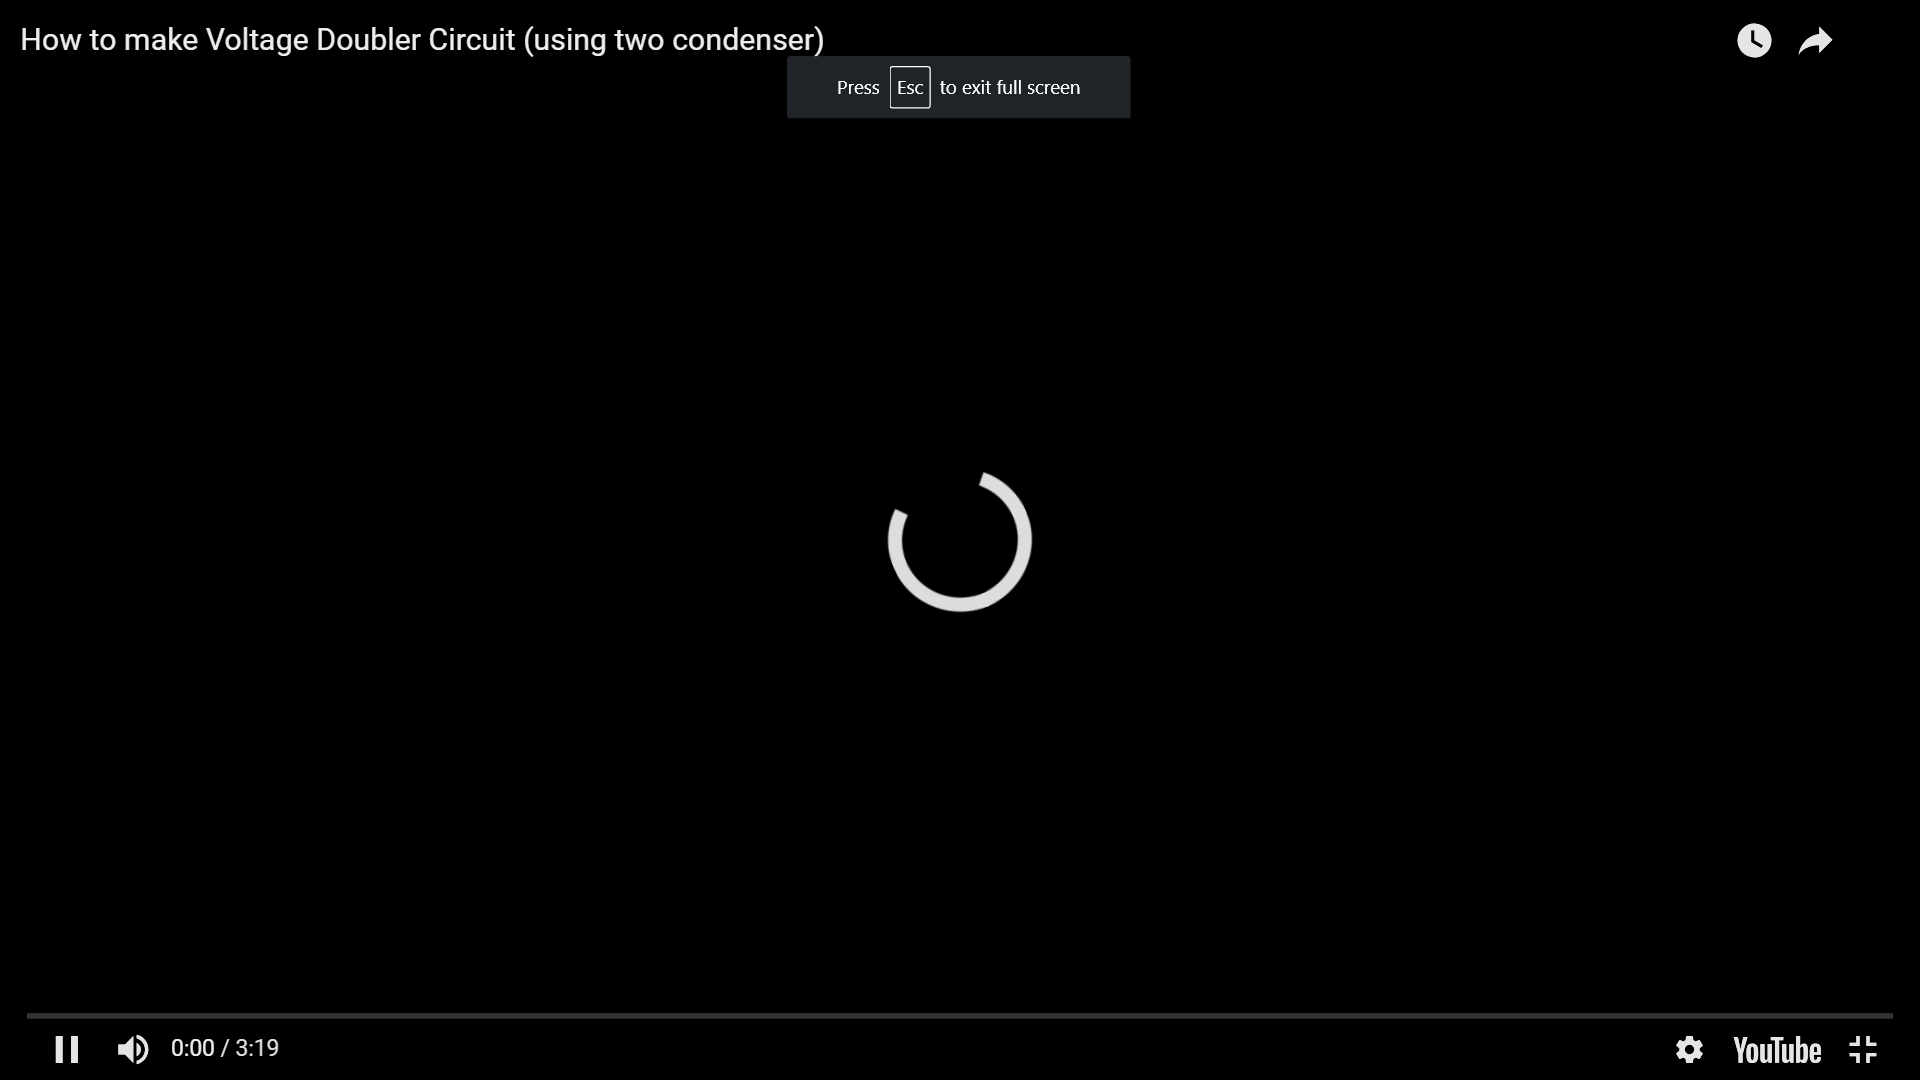 How to make Voltage Doubler Circuit (using two condenser)
Press Esc to exit full screen
0:00 / 3:19
YouTube